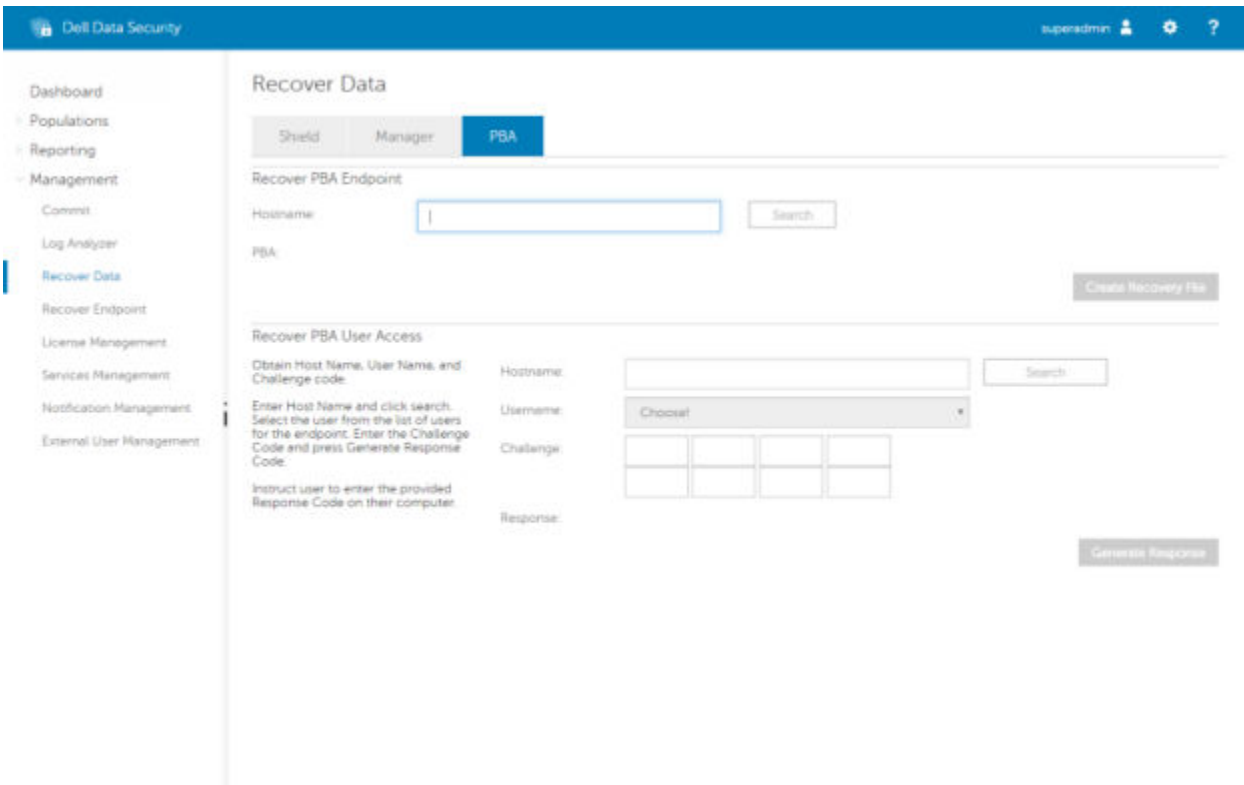 Dell Data Security
superadmin
?
Dashboard
Populations
Reporting
Management
Commit
Log Analyzer
Recover Data
Recover Endpoint
License Management
Services Management
Notification Management
External User Management
Recover Data
Shield Manager PBA
Recover PBA Endpoint
Hostname:
Search
PBA:
Create Recovery File
Recover PBA User Access
Obtain Host Name, User Name, and
Challenge code.
Enter Host Name and click search.
Select the user from the list of users
for the endpoint. Enter the Challenge
Code and press Generate Response
Code.
Instruct user to enter the provided
Response Code on their computer.
Hostname:
Search
Username:
Choose!
Challenge:
Response:
Generate Response